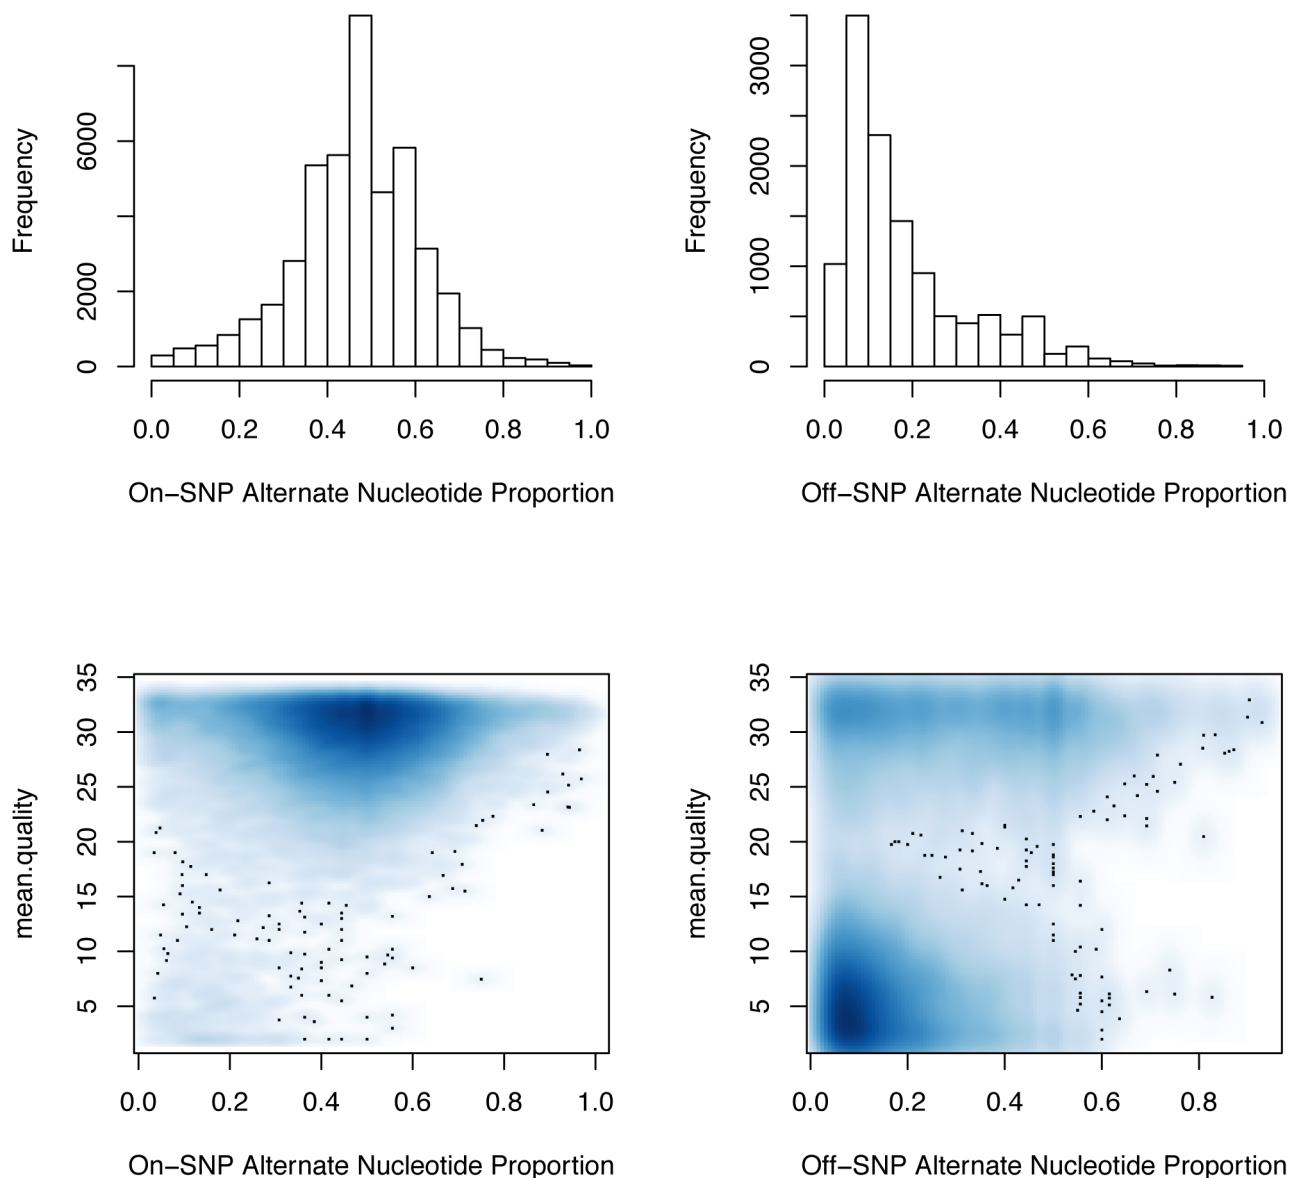 Frequency
0
2000
6000
0.0 0.2 0.4 0.6 0.8 1.0
On−SNP Alternate Nucleotide Proportion
Frequency
0
1000
2000
3000
0.0 0.2 0.4 0.6 0.8 1.0
Off−SNP Alternate Nucleotide Proportion
mean.quality
5
10
15
20
25
30
35
0.0 0.2 0.4 0.6 0.8 1.0
On−SNP Alternate Nucleotide Proportion
mean.quality
5
10
15
20
25
30
35
0.0 0.2 0.4 0.6 0.8
Off−SNP Alternate Nucleotide Proportion